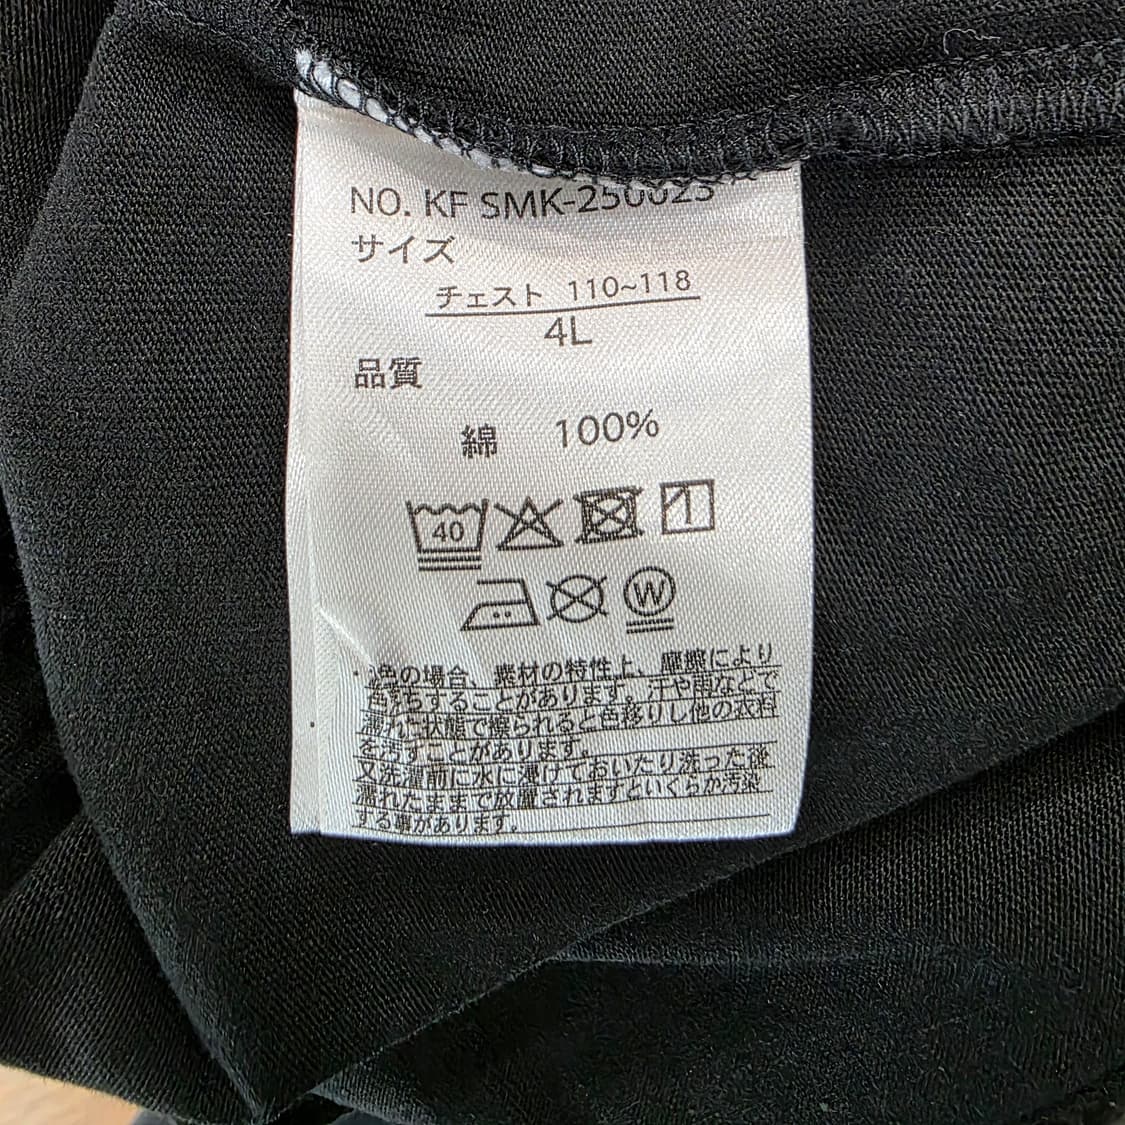 NO. KF SMK-250023
サイズ
チェスト 110~118
4L
品質
綿 100%
40
W
色の場合、素材の特性上、摩擦により
色落ちすることがあります。汗や雨などで
濡れた状態で擦られると色移りし他の衣料
を汚すことがあります。
又洗濯前に水に浸けておいたり洗った後
濡れたままで放置されますといくらか汚染
する事があります。